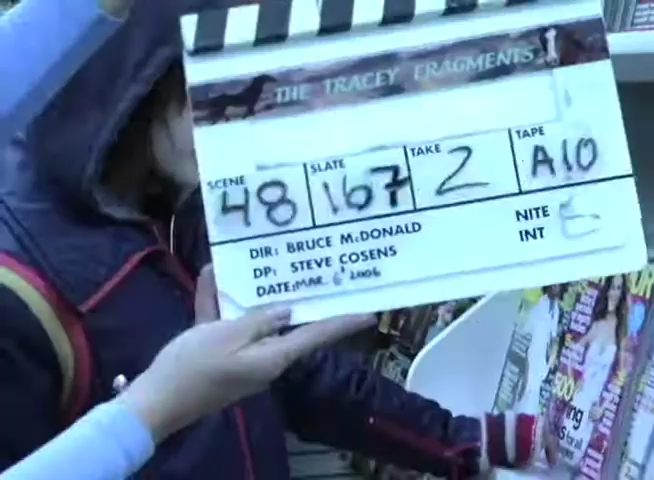 THE TRACEY FRAGMENTS
SCENE SLATE TAKE TAPE
48 167 2 A10
DIR: BRUCE McDONALD
NITE
DP: STEVE COSENS
INT
DATE: MAR. 6 2006
500